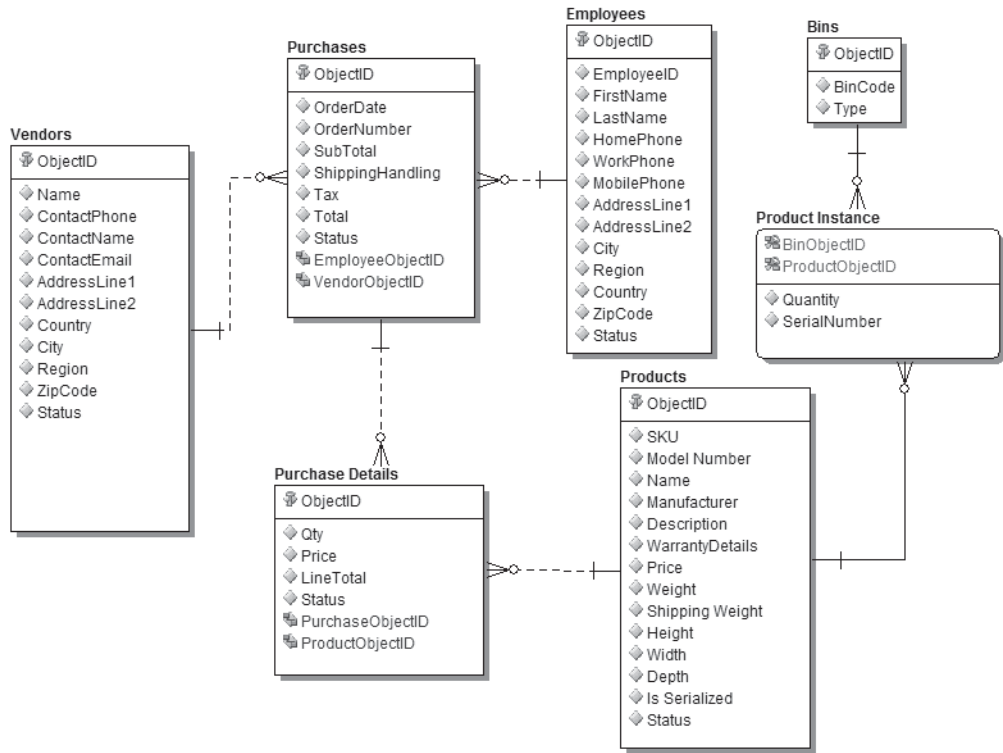 Vendors
ObjectID
Name
ContactPhone
ContactName
ContactEmail
AddressLine1
AddressLine2
Country
City
Region
ZipCode
Status
Purchases
ObjectID
OrderDate
OrderNumber
SubTotal
ShippingHandling
Tax
Total
Status
EmployeeObjectID
VendorObjectID
Employees
ObjectID
EmployeeID
FirstName
LastName
HomePhone
WorkPhone
MobilePhone
AddressLine1
AddressLine2
City
Region
Country
ZipCode
Status
Bins
ObjectID
BinCode
Type
Product Instance
BinObjectID
ProductObjectID
Quantity
SerialNumber
Purchase Details
ObjectID
Qty
Price
LineTotal
Status
PurchaseObjectID
ProductObjectID
Products
ObjectID
SKU
Model Number
Name
Manufacturer
Description
WarrantyDetails
Price
Weight
Shipping Weight
Height
Width
Depth
Is Serialized
Status